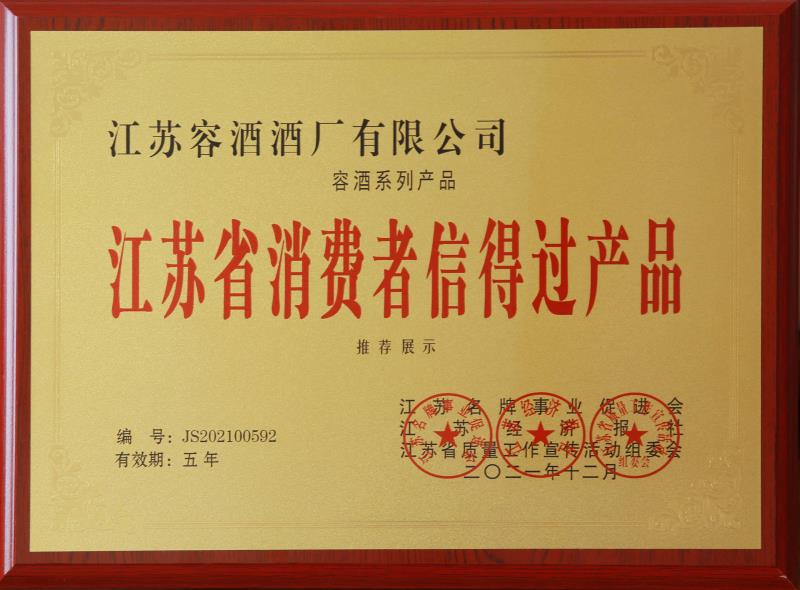 江苏容酒酒厂有限公司
容酒系列产品
江苏省消费者信得过产品
推荐展示
编 号：JS202100592
有效期：五年
江苏名牌事业促进会
江苏经济报社
江苏省质量工作宣传活动组委会
二〇二一年十二月
组委会